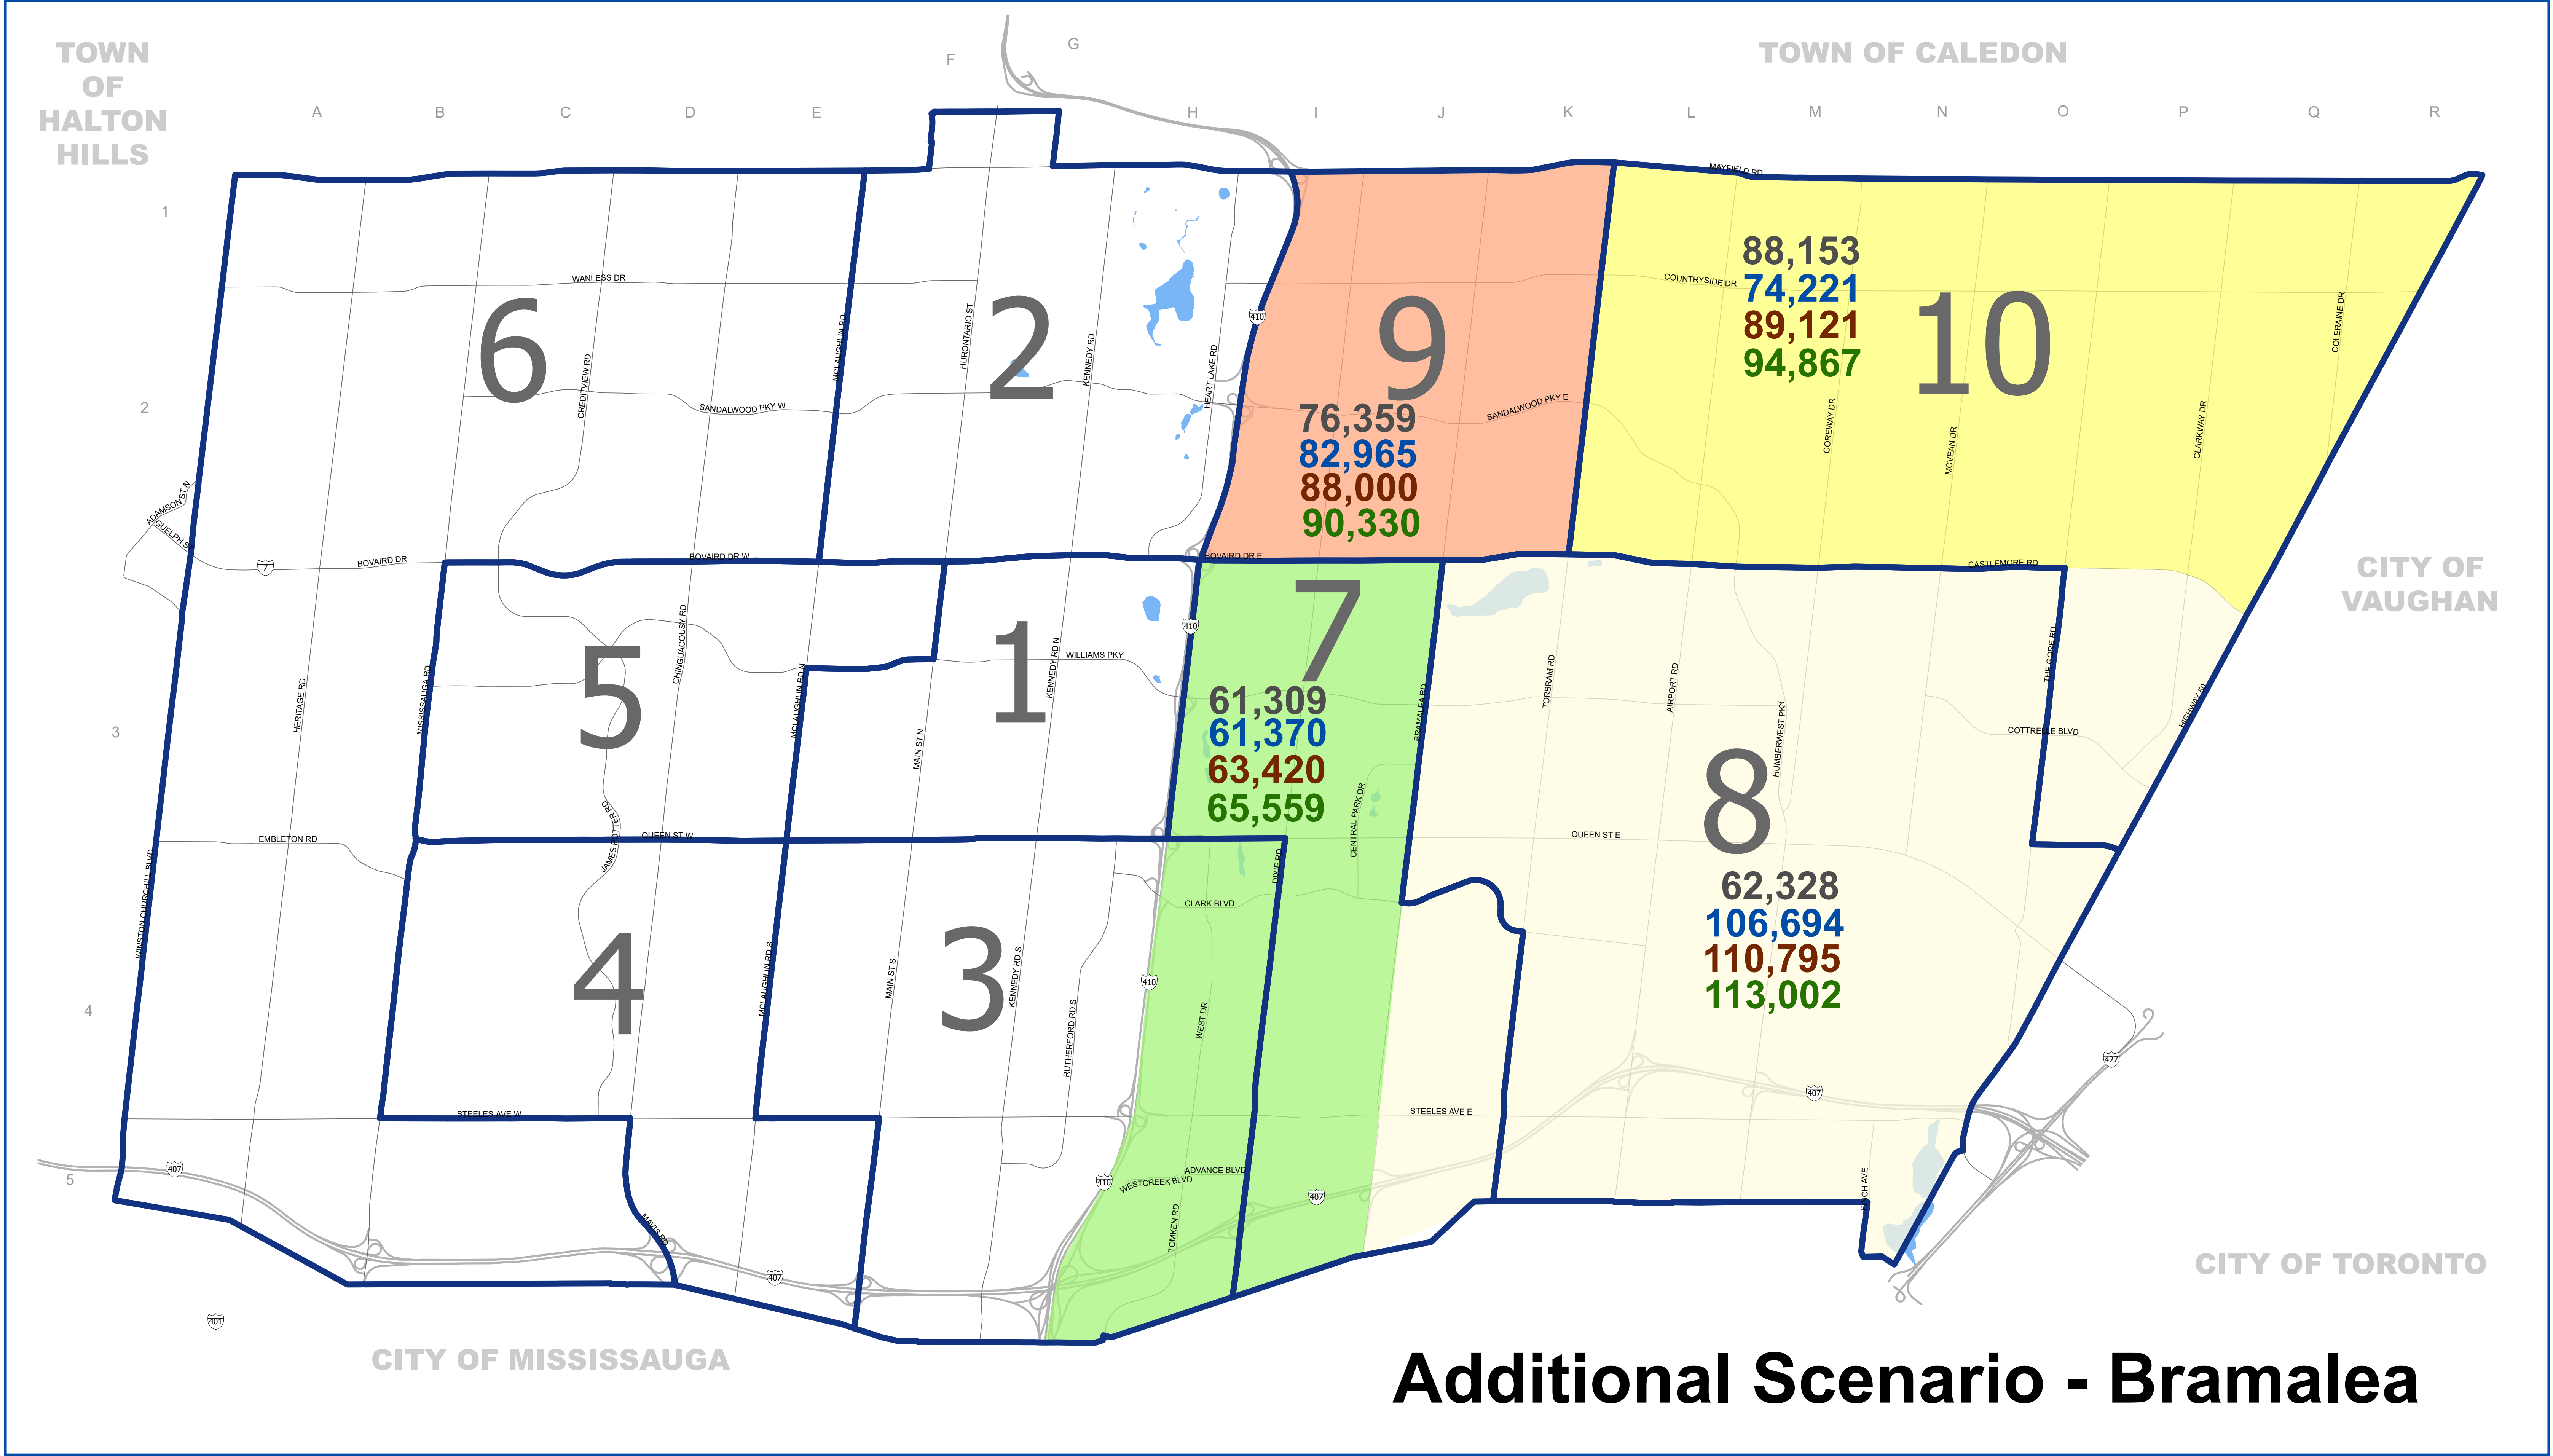 TOWN
OF
HALTON
HILLS
TOWN OF CALEDON
F
G
A
B
C
D
E
H
I
J
K
L
M
N
O
P
Q
R
MAYFIELD RD
1
WANLESS DR
COUNTRYSIDE DR
88,153
74,221
89,121
94,867
6
2
9
10
410
CREDITVIEW RD
MCLAUGHLIN RD
HURONTARIO ST
KENNEDY RD
HEART LAKE RD
COLERAINE DR
SANDALWOOD PKY W
SANDALWOOD PKY E
2
76,359
82,965
88,000
90,330
GOREWAY DR
MCVEAN DR
CLARKWAY DR
ADAMSON ST N
GUELPH ST
7
BOVAIRD DR
BOVAIRD DR W
BOVAIRD DR E
CASTLEMORE RD
CITY OF
VAUGHAN
5
1
7
410
CHINGUACOUSY RD
WILLIAMS PKY
KENNEDY RD N
HERITAGE RD
MISSISSAUGA RD
MCLAUGHLIN RD N
MAIN ST N
61,309
61,370
63,420
65,559
BRAMALEA RD
TORBRAM RD
AIRPORT RD
HUMBERWEST PKY
THE GORE RD
COTTRELLE BLVD
HIGHWAY 50
3
8
JAMES POTTER RD
CENTRAL PARK DR
EMBLETON RD
QUEEN ST W
QUEEN ST E
DIXIE RD
CLARK BLVD
62,328
106,694
110,795
113,002
WINSTON CHURCHILL BLVD
4
3
MCLAUGHLIN RD S
MAIN ST S
KENNEDY RD S
RUTHERFORD RD S
410
WEST DR
4
427
407
STEELES AVE W
STEELES AVE E
5
407
410
ADVANCE BLVD
WESTCREEK BLVD
407
FINCH AVE
MAVIS RD
TOMKEN RD
407
CITY OF TORONTO
401
CITY OF MISSISSAUGA
Additional Scenario - Bramalea